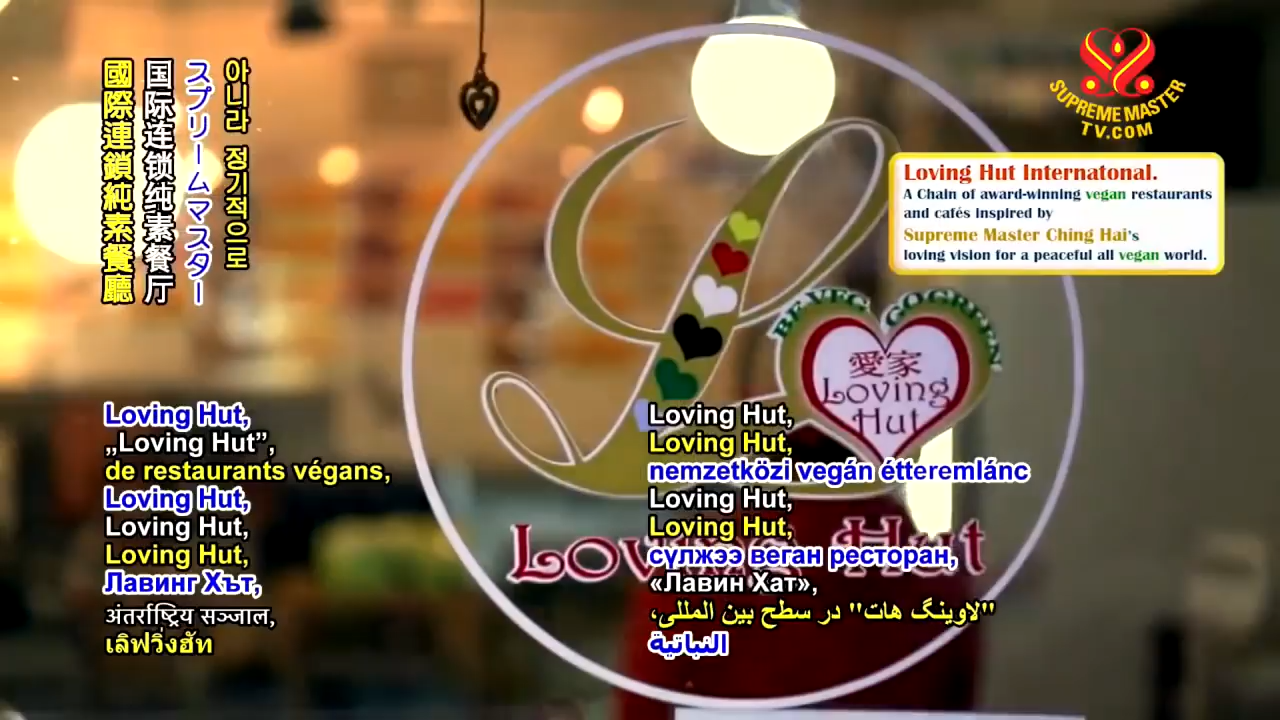 國際連鎖純素餐廳
国际连锁纯素餐厅
スプリームマスター
아니라 정기적으로
SUPREME MASTER
TV.COM
Loving Hut Internatonal.
A Chain of award-winning vegan restaurants
and cafés inspired by
Supreme Master Ching Hai's
loving vision for a peaceful all vegan world.
BE VEG GO GREEN
愛家
Loving
Hut
Loving Hut
Loving Hut,
„Loving Hut”,
de restaurants végans,
Loving Hut,
Loving Hut,
Loving Hut,
Лавинг Хът,
अंतर्राष्ट्रिय सञ्जाल,
เลิฟวิ่งฮัท
Loving Hut,
Loving Hut,
nemzetközi vegán étteremlánc
Loving Hut,
Loving Hut,
сүлжээ веган ресторан,
«Лавин Хат»,
"لاوینگ هات" در سطح بین المللی،
النباتية